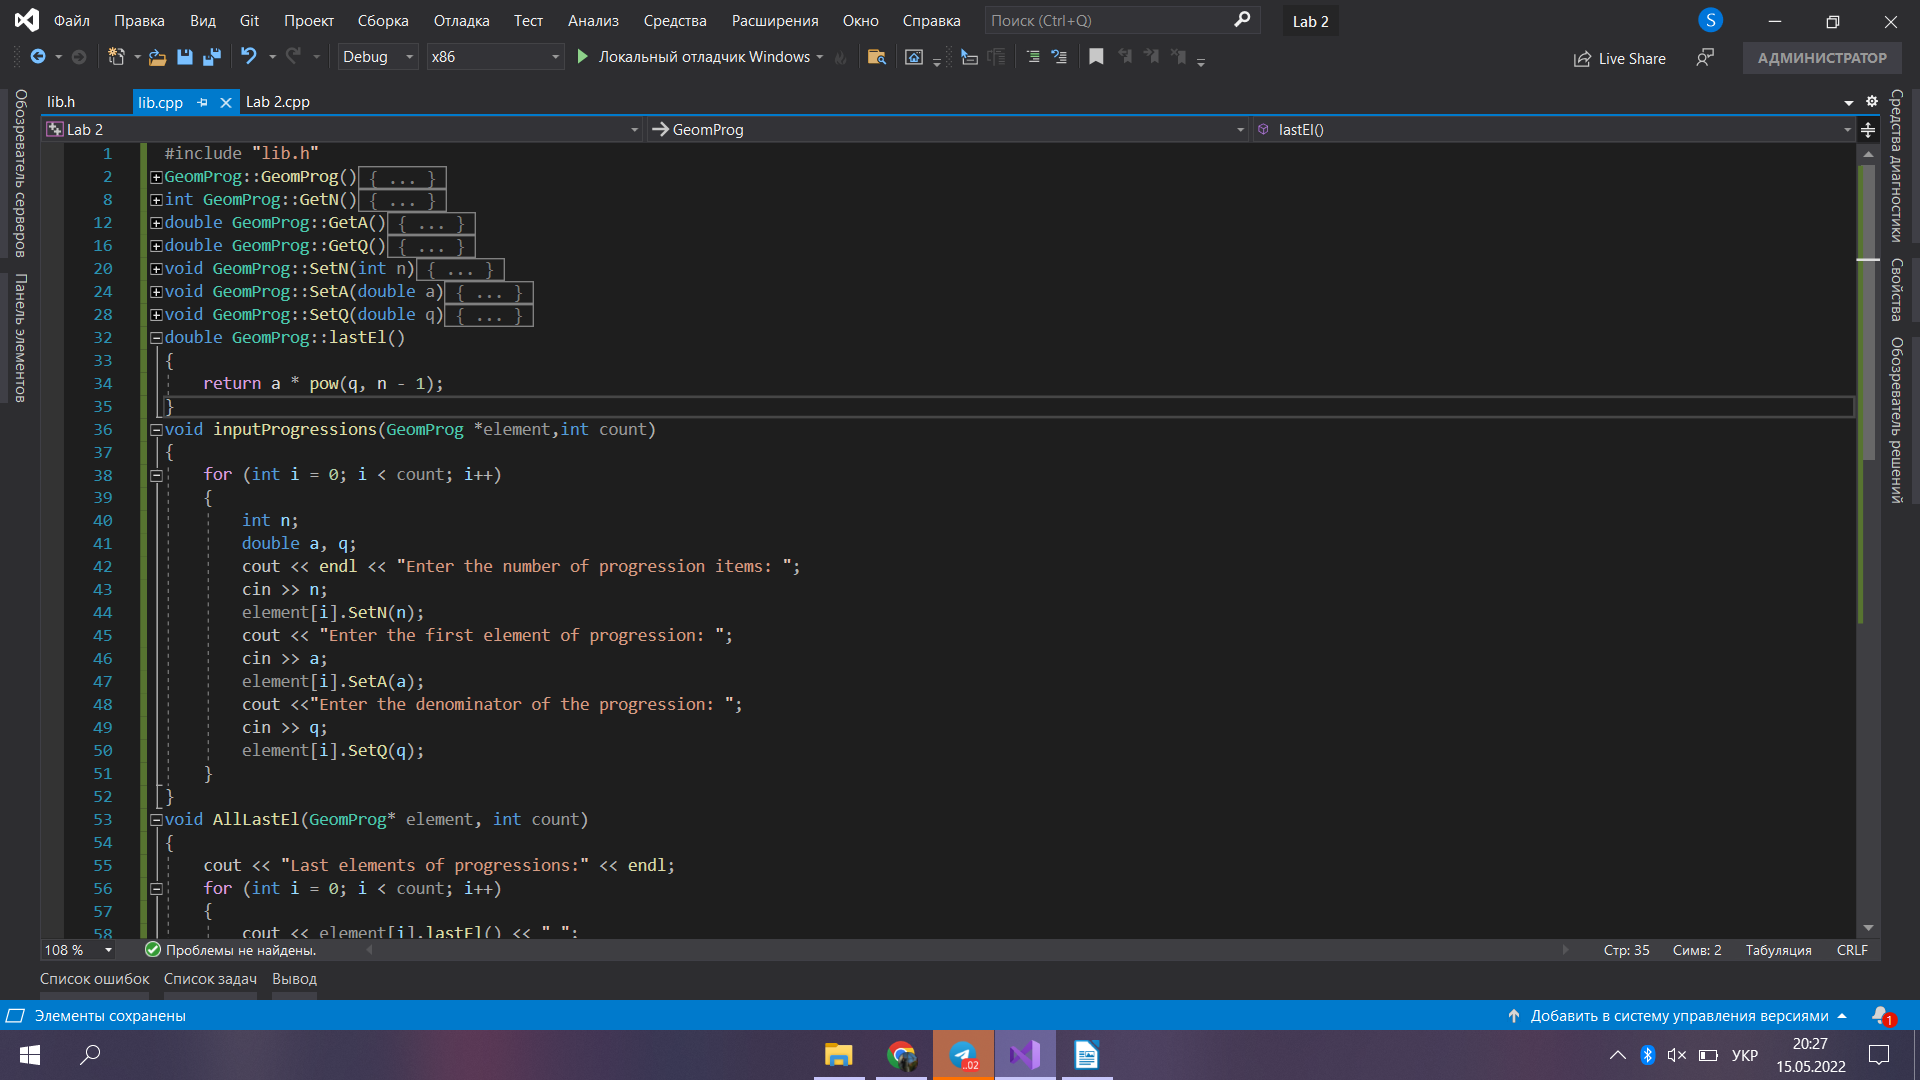 Файл Правка Вид Git Проект Сборка Отладка Тест Анализ Средства Расширения Окно Справка Поиск (Ctrl+Q) Lab 2 S
Debug x86 Локальный отладчик Windows Live Share АДМИНИСТРАТОР
Обозреватель серверов
Панель элементов
lib.h lib.cpp Lab 2.cpp
Lab 2 GeomProg lastEl()
1 #include "lib.h"
2 GeomProg::GeomProg() { ... }
8 int GeomProg::GetN() { ... }
12 double GeomProg::GetA() { ... }
16 double GeomProg::GetQ() { ... }
20 void GeomProg::SetN(int n) { ... }
24 void GeomProg::SetA(double a) { ... }
28 void GeomProg::SetQ(double q) { ... }
32 double GeomProg::lastEl()
33 {
34 return a * pow(q, n - 1);
35 }
36 void inputProgressions(GeomProg *element,int count)
37 {
38 for (int i = 0; i < count; i++)
39 {
40 int n;
41 double a, q;
42 cout << endl << "Enter the number of progression items: ";
43 cin >> n;
44 element[i].SetN(n);
45 cout << "Enter the first element of progression: ";
46 cin >> a;
47 element[i].SetA(a);
48 cout <<"Enter the denominator of the progression: ";
49 cin >> q;
50 element[i].SetQ(q);
51 }
52 }
53 void AllLastEl(GeomProg* element, int count)
54 {
55 cout << "Last elements of progressions:" << endl;
56 for (int i = 0; i < count; i++)
57 {
58 cout << element[i].lastEl() << " ";
Средства диагностики
Свойства
Обозреватель решений
108 % Проблемы не найдены. Стр: 35 Симв: 2 Табуляция CRLF
Список ошибок Список задач Вывод
Элементы сохранены Добавить в систему управления версиями 1
..02 УКР 20:27
15.05.2022